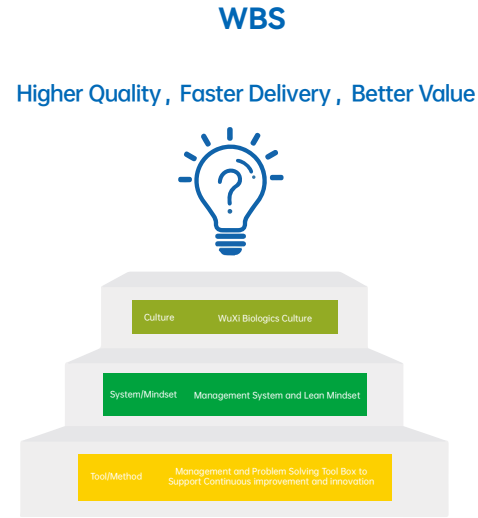 WBS
Higher Quality, Faster Delivery, Better Value
?
Culture WuXi Biologics Culture
System/Mindset Management System and Lean Mindset
Tool/Method Management and Problem Solving Tool Box to
Support Continuous improvement and innovation